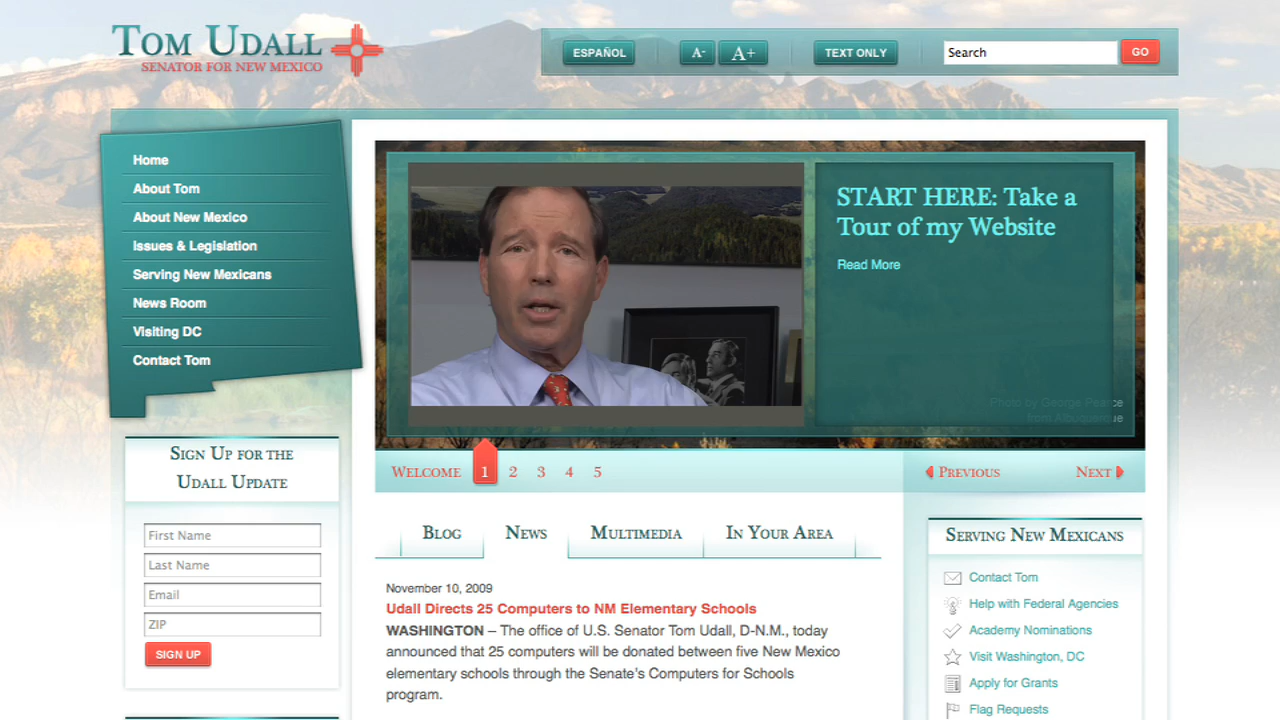 TOM UDALL
SENATOR FOR NEW MEXICO
ESPAÑOL
A-
A+
TEXT ONLY
Search
GO
Home
About Tom
About New Mexico
Issues & Legislation
Serving New Mexicans
News Room
Visiting DC
Contact Tom
START HERE: Take a
Tour of my Website
Read More
Photo by George Pearce
from Albuquerque
WELCOME 1 2 3 4 5
PREVIOUS
NEXT
SIGN UP FOR THE
UDALL UPDATE
First Name
Last Name
Email
ZIP
SIGN UP
BLOG
NEWS
MULTIMEDIA
IN YOUR AREA
November 10, 2009
Udall Directs 25 Computers to NM Elementary Schools
WASHINGTON – The office of U.S. Senator Tom Udall, D-N.M., today
announced that 25 computers will be donated between five New Mexico
elementary schools through the Senate's Computers for Schools
program.
SERVING NEW MEXICANS
Contact Tom
Help with Federal Agencies
Academy Nominations
Visit Washington, DC
Apply for Grants
Flag Requests